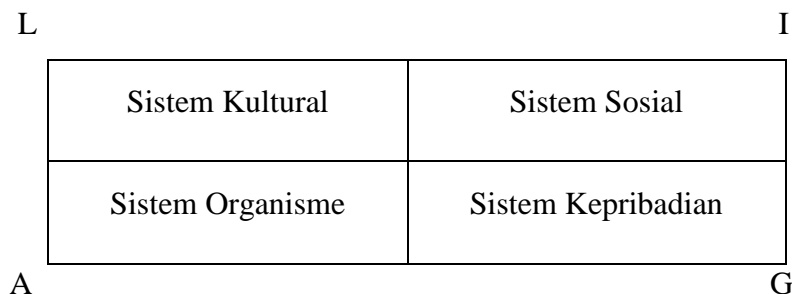 L I
Sistem Kultural Sistem Sosial
Sistem Organisme Sistem Kepribadian
A G